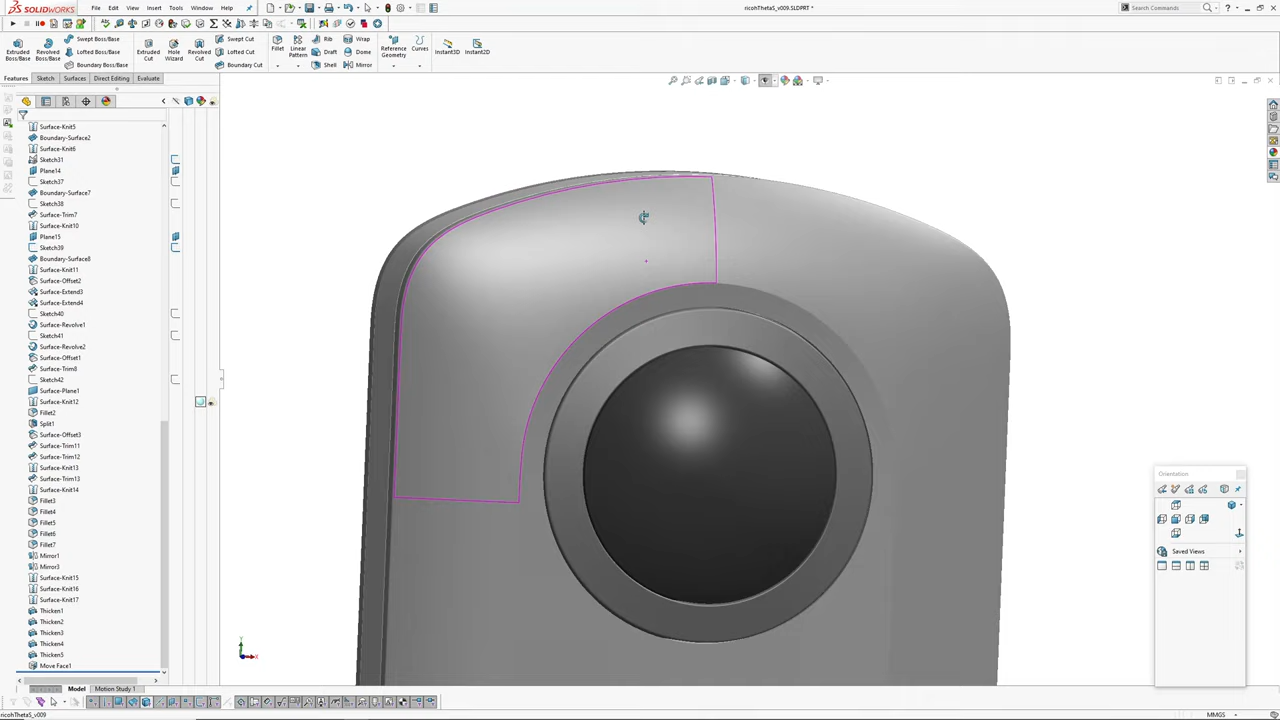 SOLIDWORKS
File
Edit
View
Insert
Tools
Window
Help
ricohThetaS_v009.SLDPRT *
Search Commands
Extruded Boss/Base
Revolved Boss/Base
Swept Boss/Base
Lofted Boss/Base
Boundary Boss/Base
Extruded Cut
Hole Wizard
Revolved Cut
Swept Cut
Lofted Cut
Boundary Cut
Fillet
Linear Pattern
Rib
Draft
Shell
Wrap
Dome
Mirror
Reference Geometry
Curves
Instant3D
Instant2D
Features
Sketch
Surfaces
Direct Editing
Evaluate
Surface-Knit5
Boundary-Surface2
Surface-Knit6
Sketch31
Plane14
Sketch37
Boundary-Surface7
Sketch38
Surface-Trim7
Surface-Knit10
Plane15
Sketch39
Boundary-Surface8
Surface-Knit11
Surface-Offset2
Surface-Extend3
Surface-Extend4
Sketch40
Surface-Revolve1
Sketch41
Surface-Revolve2
Surface-Offset1
Surface-Trim8
Sketch42
Surface-Plane1
Surface-Knit12
Fillet2
Split1
Surface-Offset3
Surface-Trim11
Surface-Trim12
Surface-Knit13
Surface-Trim13
Surface-Knit14
Fillet3
Fillet4
Fillet5
Fillet6
Fillet7
Mirror1
Mirror3
Surface-Knit15
Surface-Knit16
Surface-Knit17
Thicken1
Thicken2
Thicken3
Thicken4
Thicken5
Move Face1
Orientation
Saved Views
Y
X
Model
Motion Study 1
ricohThetaS_v009
MMGS